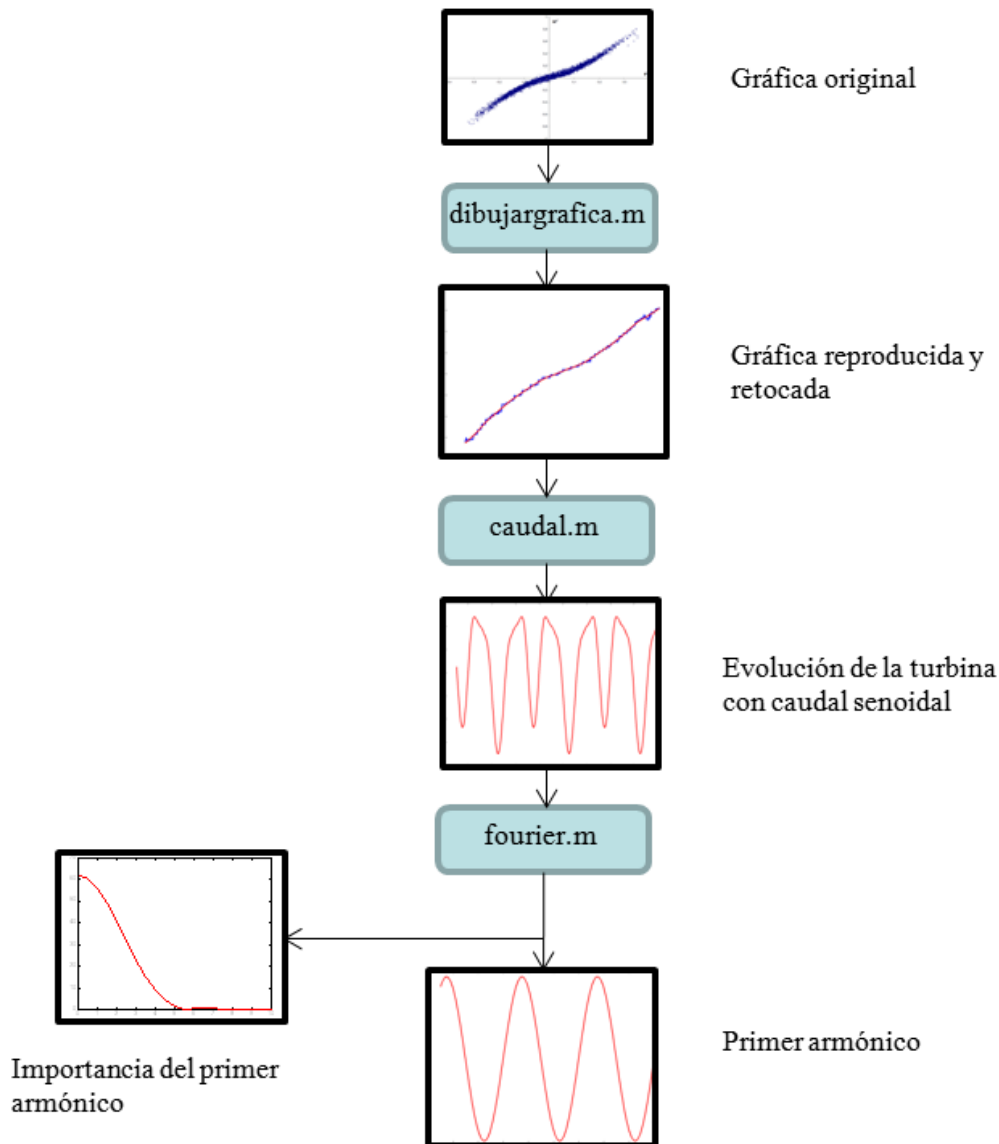 Gráfica original
dibujargrafica.m
Gráfica reproducida y
retocada
caudal.m
Evolución de la turbina
con caudal senoidal
fourier.m
Primer armónico
Importancia del primer
armónico